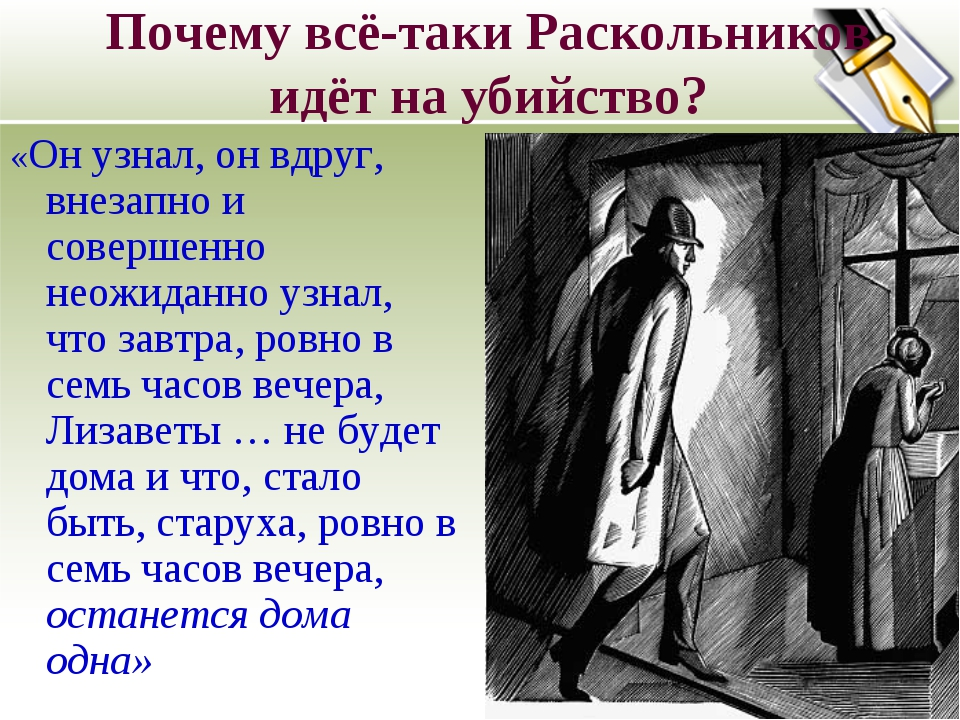 Почему всё-таки Раскольников
идёт на убийство?
«Он узнал, он вдруг,
внезапно и
совершенно
неожиданно узнал,
что завтра, ровно в
семь часов вечера,
Лизаветы … не будет
дома и что, стало
быть, старуха, ровно в
семь часов вечера,
останется дома
одна»